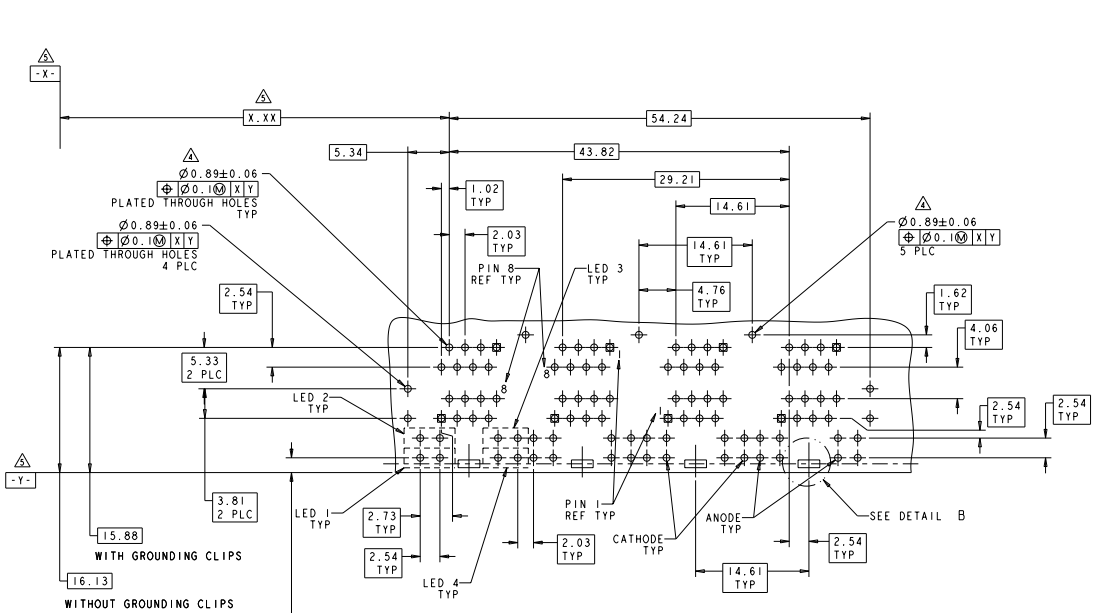 5
-X-
5
X.XX
54.24
5.34
43.82
4
Ø0.89±0.06
⌖ Ø0.1Ⓜ X Y
PLATED THROUGH HOLES
TYP
1.02
TYP
29.21
14.61
4
Ø0.89±0.06
⌖ Ø0.1Ⓜ X Y
5 PLC
Ø0.89±0.06
⌖ Ø0.1Ⓜ X Y
PLATED THROUGH HOLES
4 PLC
2.03
TYP
14.61
TYP
PIN 8
REF TYP
LED 3
TYP
2.54
TYP
4.76
TYP
1.62
TYP
4.06
TYP
5.33
2 PLC
8
8
1
1
LED 2
TYP
2.54
TYP
2.54
TYP
5
-Y-
3.81
2 PLC
LED 1
TYP
2.73
TYP
PIN 1
REF TYP
ANODE
TYP
SEE DETAIL B
15.88
WITH GROUNDING CLIPS
CATHODE
TYP
2.03
TYP
2.54
TYP
2.54
TYP
16.13
WITHOUT GROUNDING CLIPS
LED 4
TYP
14.61
TYP